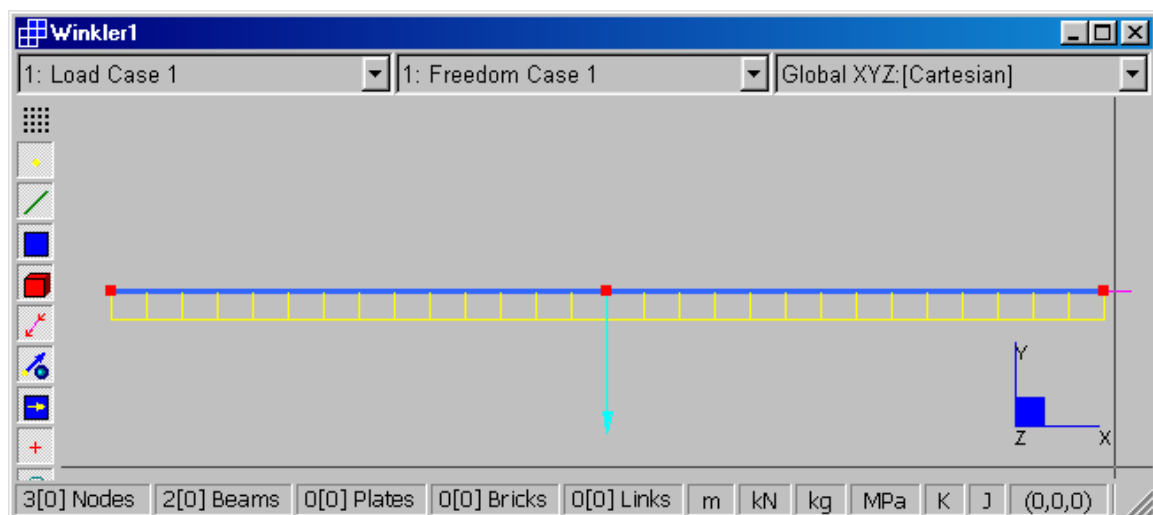 Winkler1
1: Load Case 1 1: Freedom Case 1 Global XYZ:[Cartesian]
Y
Z X
3[0] Nodes 2[0] Beams 0[0] Plates 0[0] Bricks 0[0] Links m kN kg MPa K J (0,0,0)